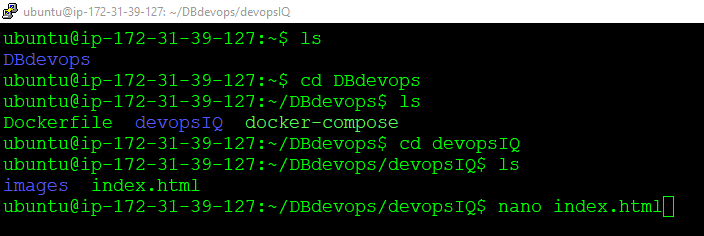 ubuntu@ip-172-31-39-127: ~/DBdevops/devopsIQ
ubuntu@ip-172-31-39-127:~$ ls
DBdevops
ubuntu@ip-172-31-39-127:~$ cd DBdevops
ubuntu@ip-172-31-39-127:~/DBdevops$ ls
Dockerfile  devopsIQ  docker-compose
ubuntu@ip-172-31-39-127:~/DBdevops$ cd devopsIQ
ubuntu@ip-172-31-39-127:~/DBdevops/devopsIQ$ ls
images  index.html
ubuntu@ip-172-31-39-127:~/DBdevops/devopsIQ$ nano index.html